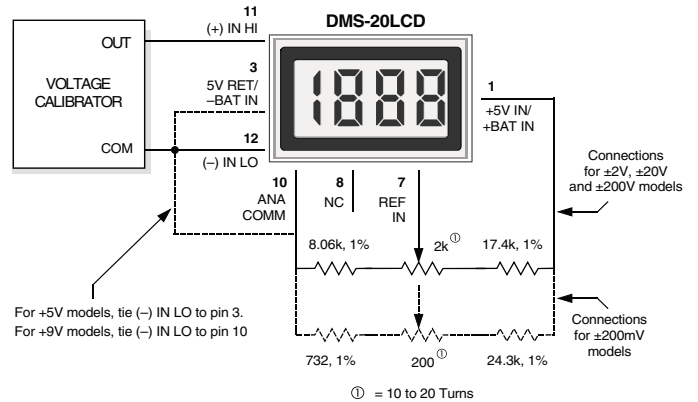 DMS-20LCD
11
(+) IN HI
OUT
VOLTAGE
CALIBRATOR
COM
3
5V RET/
–BAT IN
12
(–) IN LO
1888
1
+5V IN/
+BAT IN
10
ANA
COMM
8
NC
7
REF
IN
Connections
for ±2V, ±20V
and ±200V models
8.06k, 1%
2k ①
17.4k, 1%
For +5V models, tie (–) IN LO to pin 3.
For +9V models, tie (–) IN LO to pin 10
Connections
for ±200mV
models
732, 1%
200 ①
24.3k, 1%
① = 10 to 20 Turns